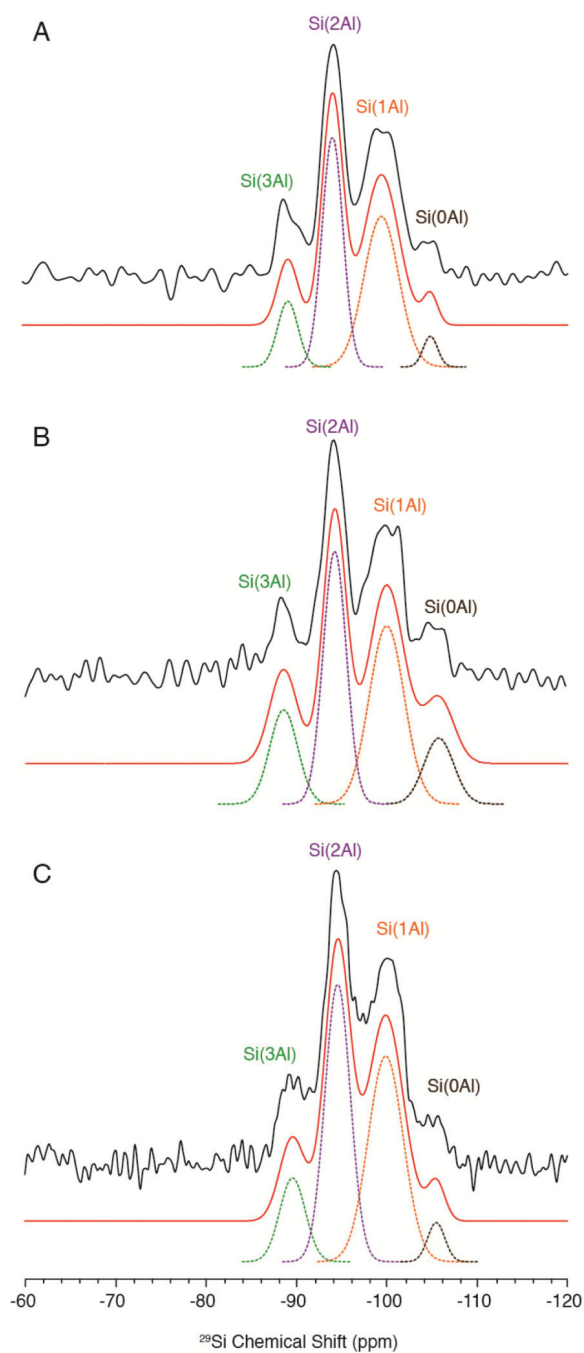 A
Si(2Al)
Si(1Al)
Si(3Al)
Si(0Al)
B
Si(2Al)
Si(1Al)
Si(3Al)
Si(0Al)
C
Si(2Al)
Si(1Al)
Si(3Al)
Si(0Al)
-60 -70 -80 -90 -100 -110 -120
²⁹Si Chemical Shift (ppm)